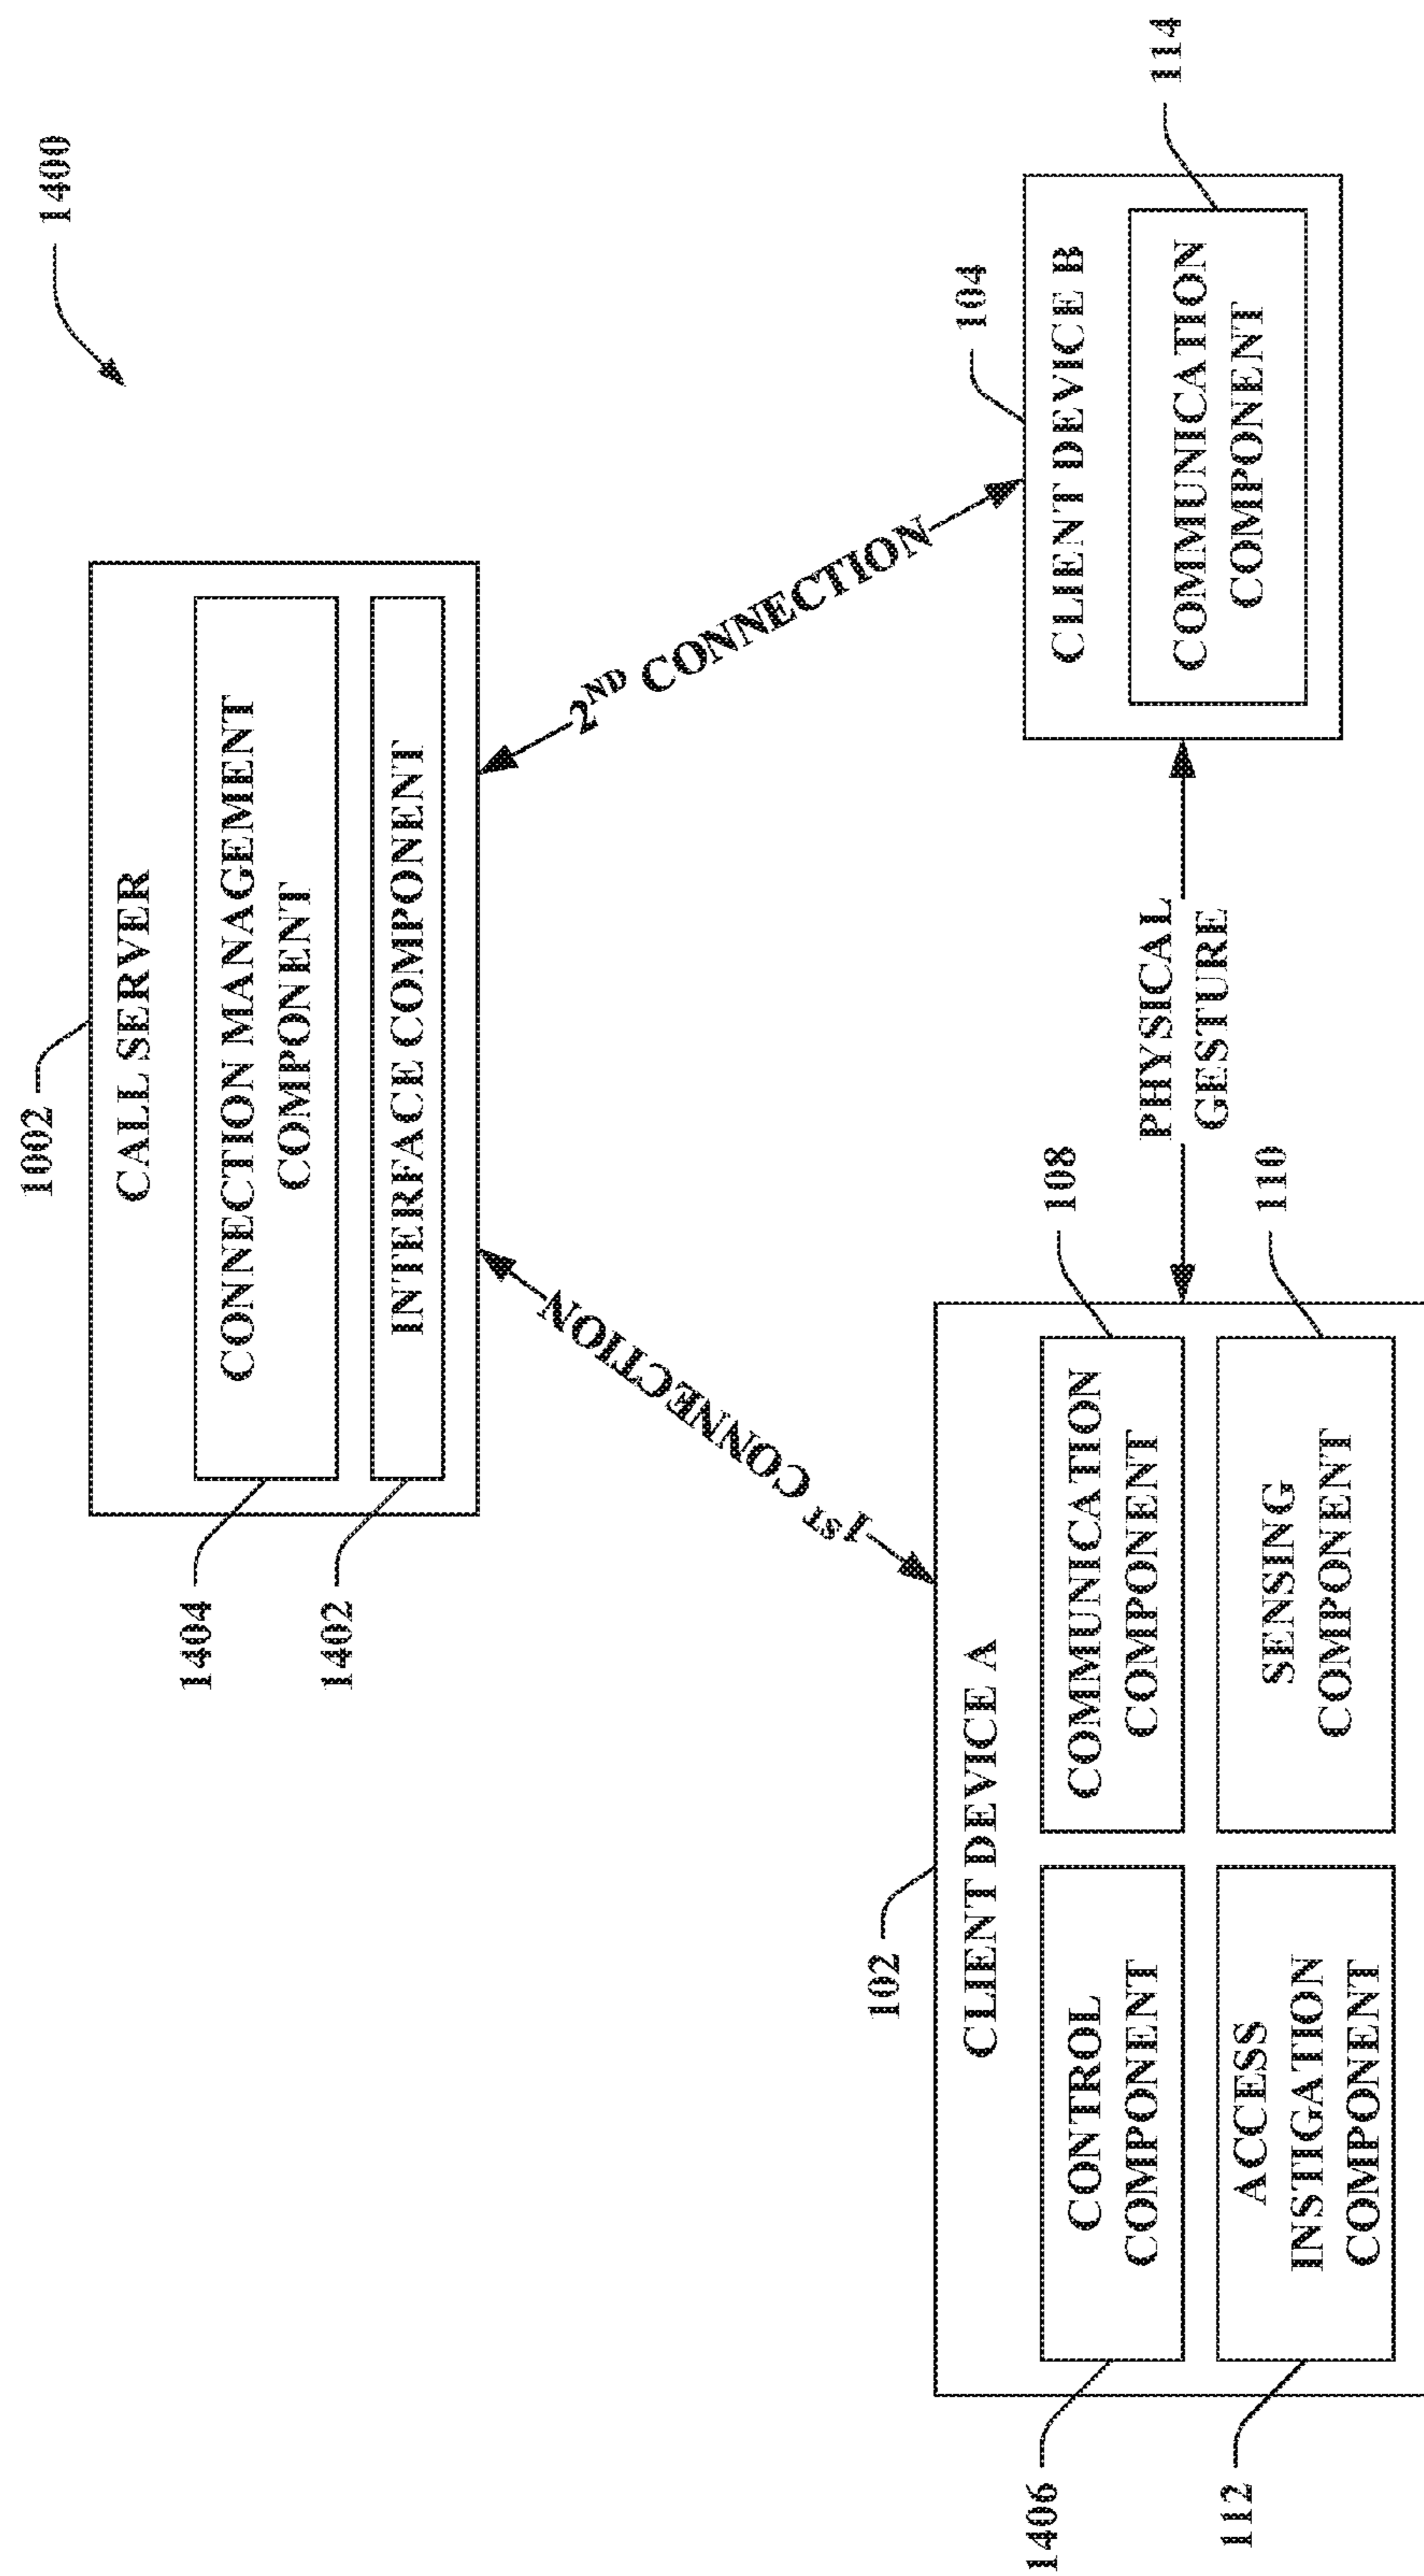 1400
1002
CALL SERVER
CONNECTION MANAGEMENT
COMPONENT
INTERFACE COMPONENT
1404
1402
1ST CONNECTION
2ND CONNECTION
102
CLIENT DEVICE A
CONTROL
COMPONENT
COMMUNICATION
COMPONENT
108
ACCESS
INSTIGATION
COMPONENT
SENSING
COMPONENT
110
1406
112
PHYSICAL
GESTURE
104
CLIENT DEVICE B
COMMUNICATION
COMPONENT
114